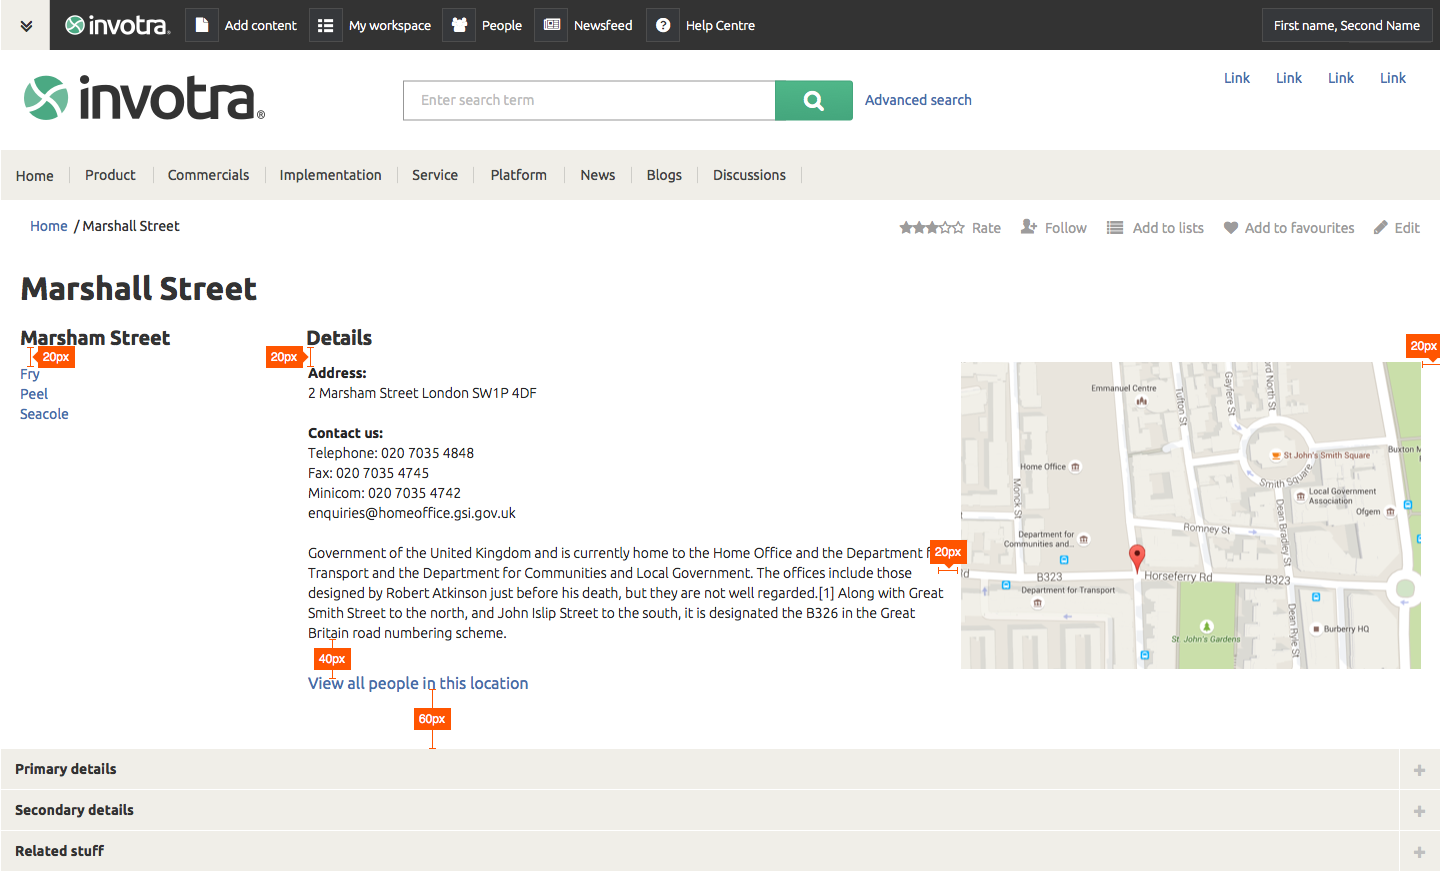 invotra® Add content My workspace People Newsfeed Help Centre First name, Second Name
invotra® Enter search term Advanced search Link Link Link Link
Home Product Commercials Implementation Service Platform News Blogs Discussions
Home / Marshall Street Rate Follow Add to lists Add to favourites Edit
Marshall Street
Marsham Street
20px
Fry
Peel
Seacole
Details
20px
Address:
2 Marsham Street London SW1P 4DF
Contact us:
Telephone: 020 7035 4848
Fax: 020 7035 4745
Minicom: 020 7035 4742
enquiries@homeoffice.gsi.gov.uk
Government of the United Kingdom and is currently home to the Home Office and the Department f
Transport and the Department for Communities and Local Government. The offices include those
designed by Robert Atkinson just before his death, but they are not well regarded.[1] Along with Great
Smith Street to the north, and John Islip Street to the south, it is designated the B326 in the Great
Britain road numbering scheme.
40px
View all people in this location
60px
20px
20px
Emmanuel Centre
Tufton St
Gayfere St
rd North St
St John's Smith Square
Buxton M
Smith Square
Home Office
Monck St
Local Government
Association
Ofgem
Dean Bradley St
Romney St
Department for
Communities and...
rd
B323
Horseferry Rd
B323
Department for Transport
Dean Ryle St
St. John's Gardens
Burberry HQ
Primary details
Secondary details
Related stuff